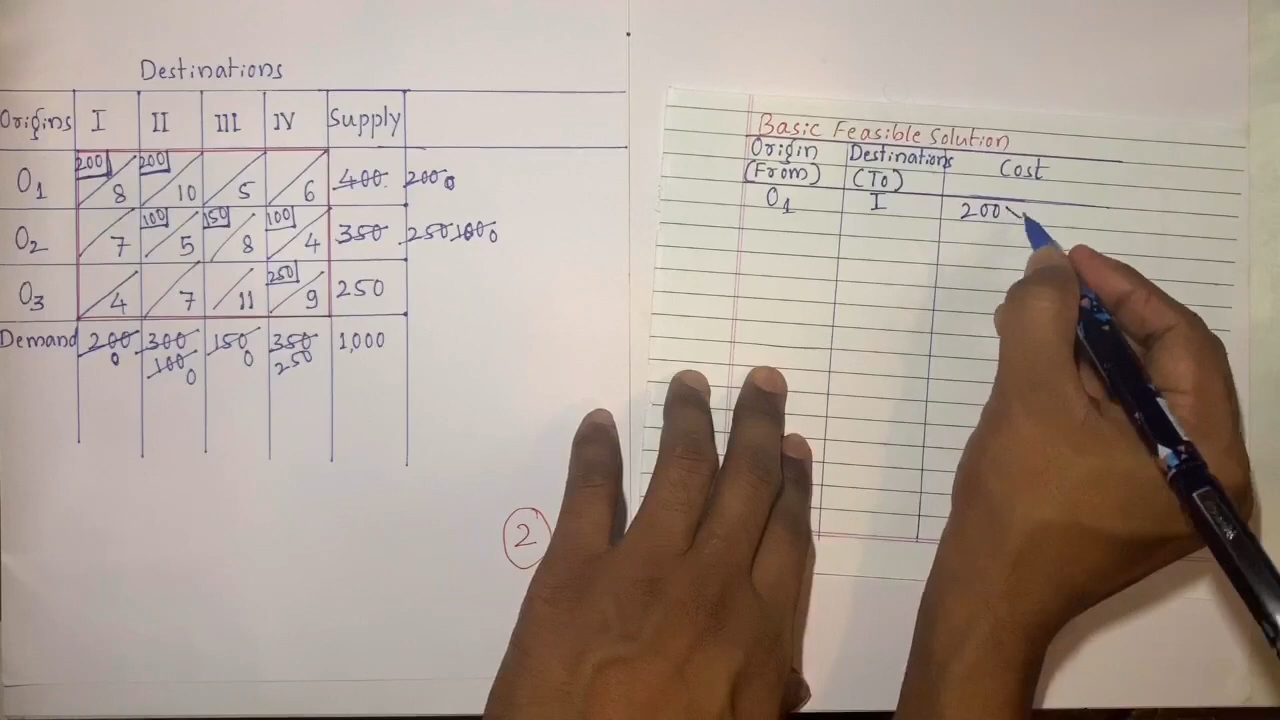 Destinations
Origins I II III IV Supply
O1 200 8 200 10 5 6 400 200 0
O2 7 100 5 150 8 100 4 350 250 100 0
O3 4 7 11 250 9 250
Demand 200 300 150 350 1,000
0 100 0 0 250
2
Basic Feasible Solution
Origin Destinations Cost
(From) (To)
O1 I 200